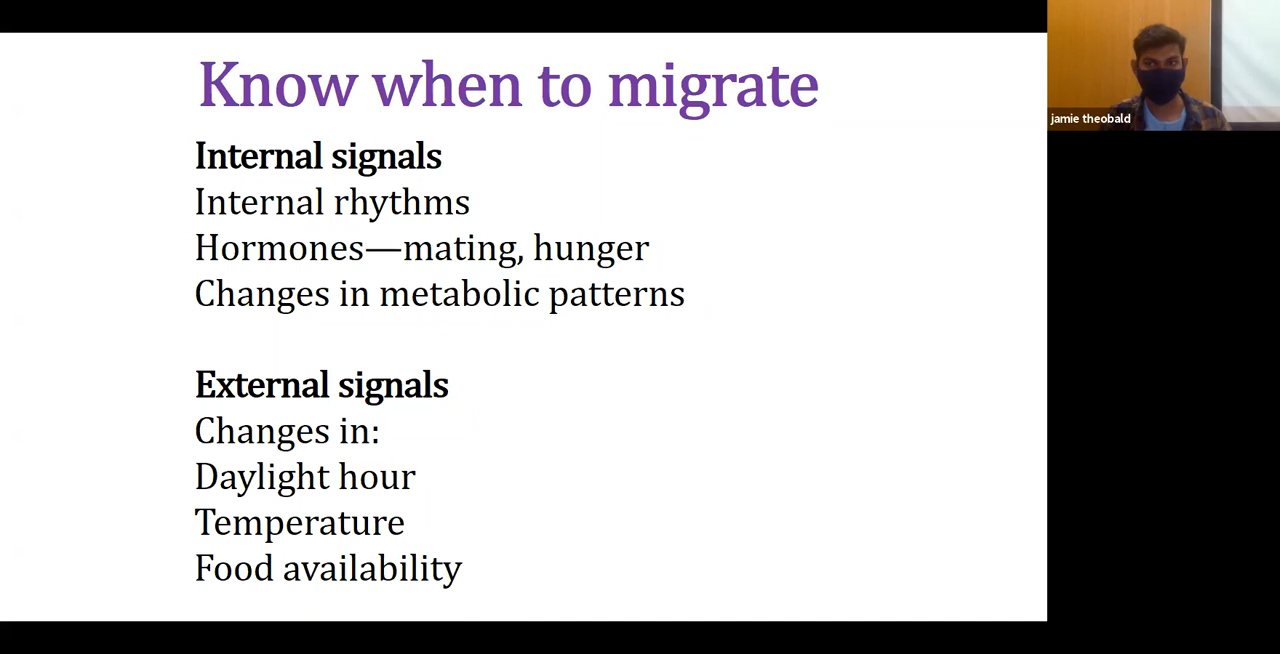 Know when to migrate
Internal signals
Internal rhythms
Hormones—mating, hunger
Changes in metabolic patterns
External signals
Changes in:
Daylight hour
Temperature
Food availability
jamie theobald